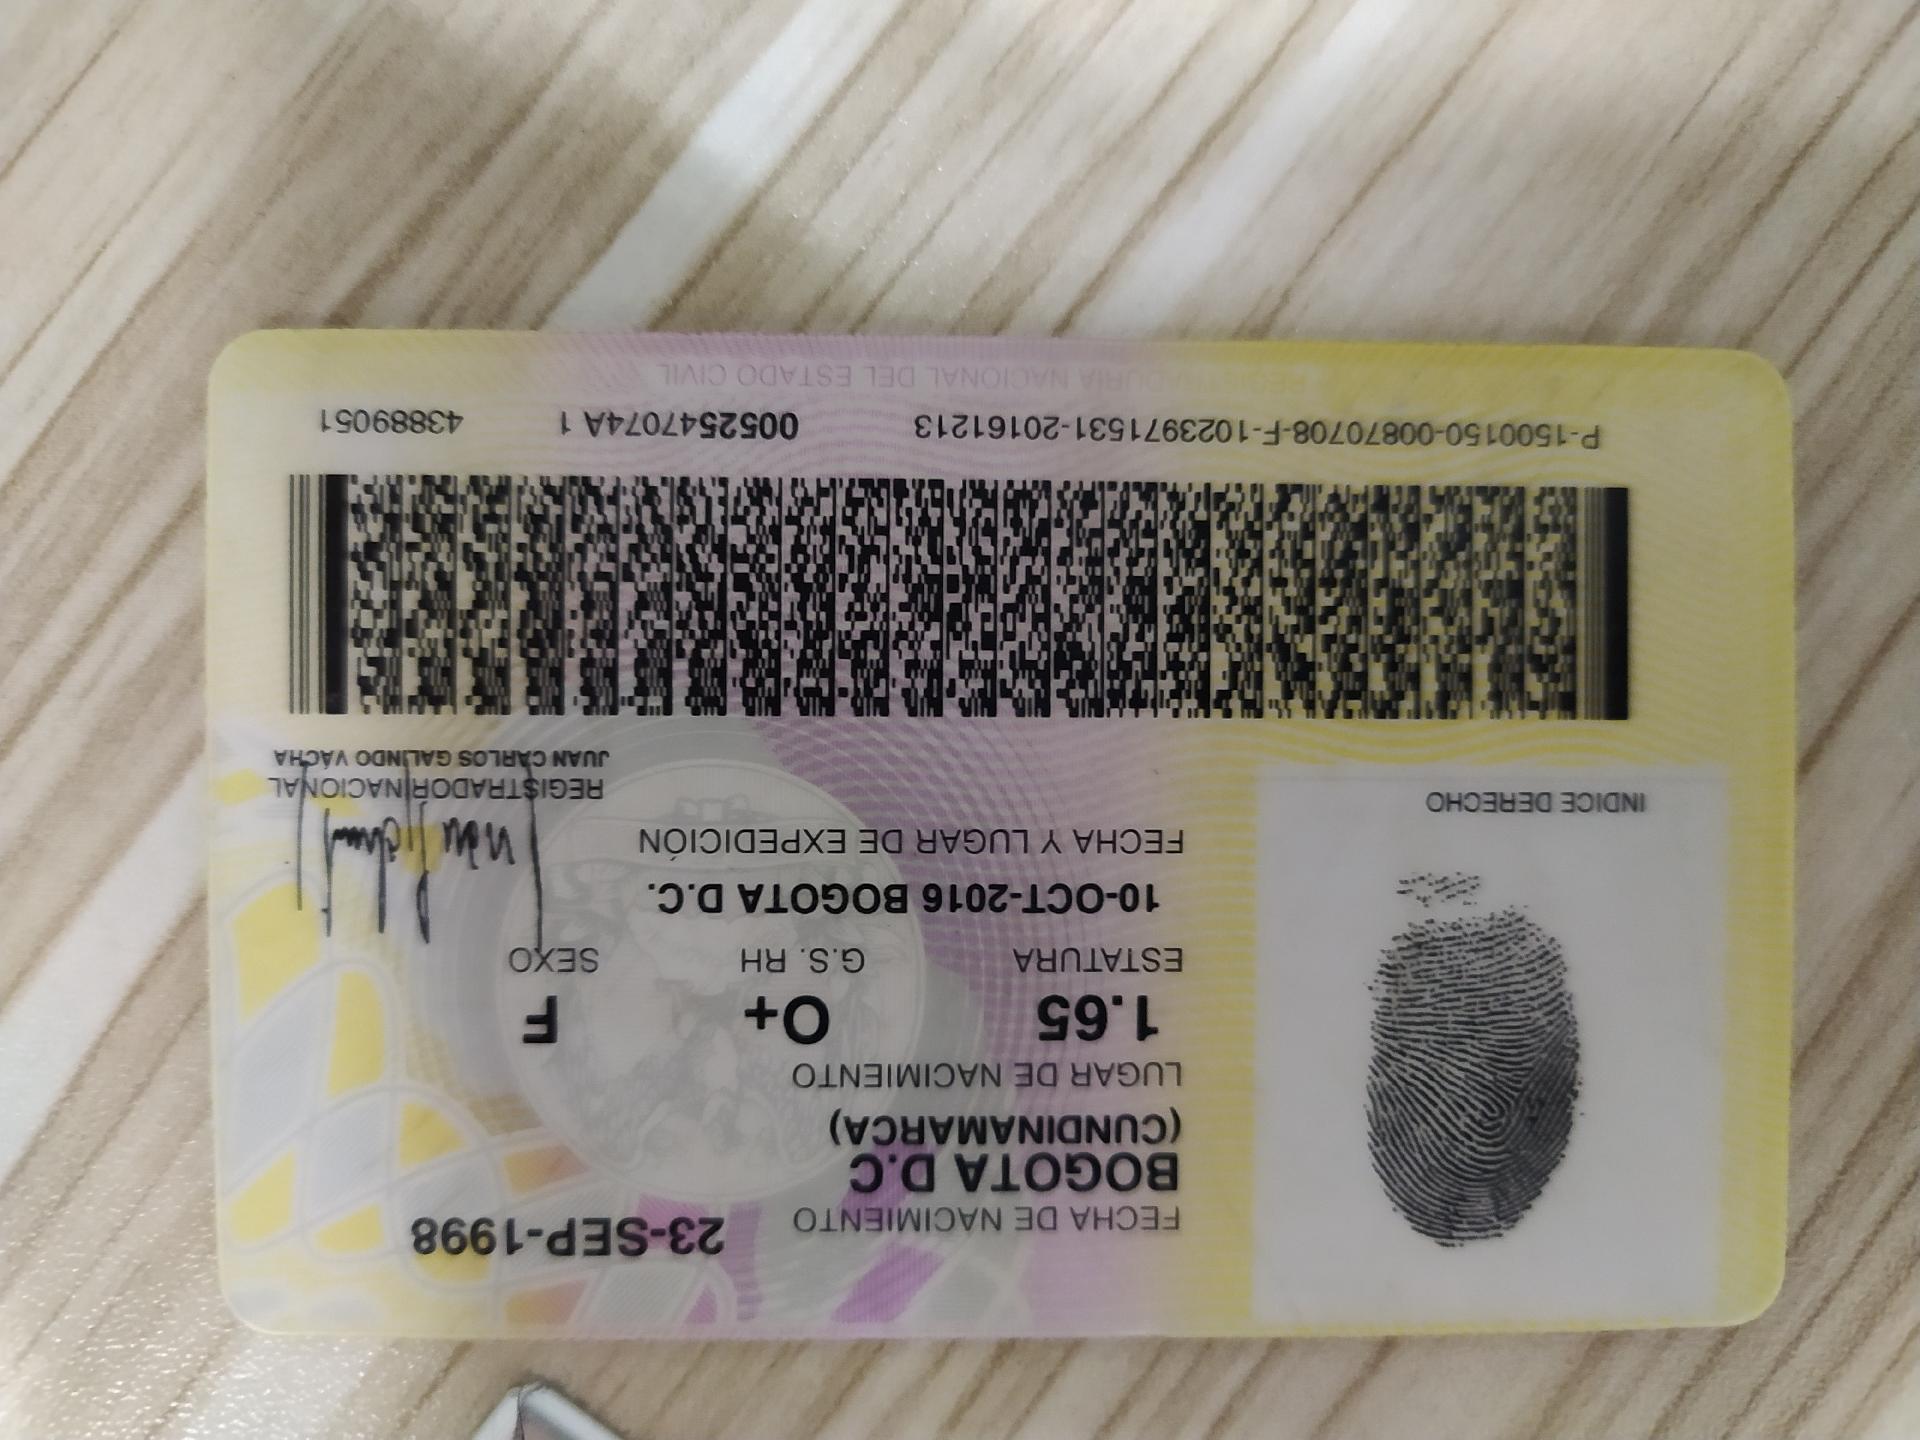 FECHA DE NACIMIENTO 23-SEP-1998
BOGOTA D.C
(CUNDINAMARCA)
LUGAR DE NACIMIENTO
1.65 O+ F
ESTATURA G.S. RH SEXO
10-OCT-2016 BOGOTA D.C.
FECHA Y LUGAR DE EXPEDICIÓN
INDICE DERECHO
REGISTRADOR NACIONAL
JUAN CARLOS GALINDO VACHA
P-1500150-00870708-F-1023971531-20161213 0052547074A 1 43889051
REGISTRADURIA NACIONAL DEL ESTADO CIVIL